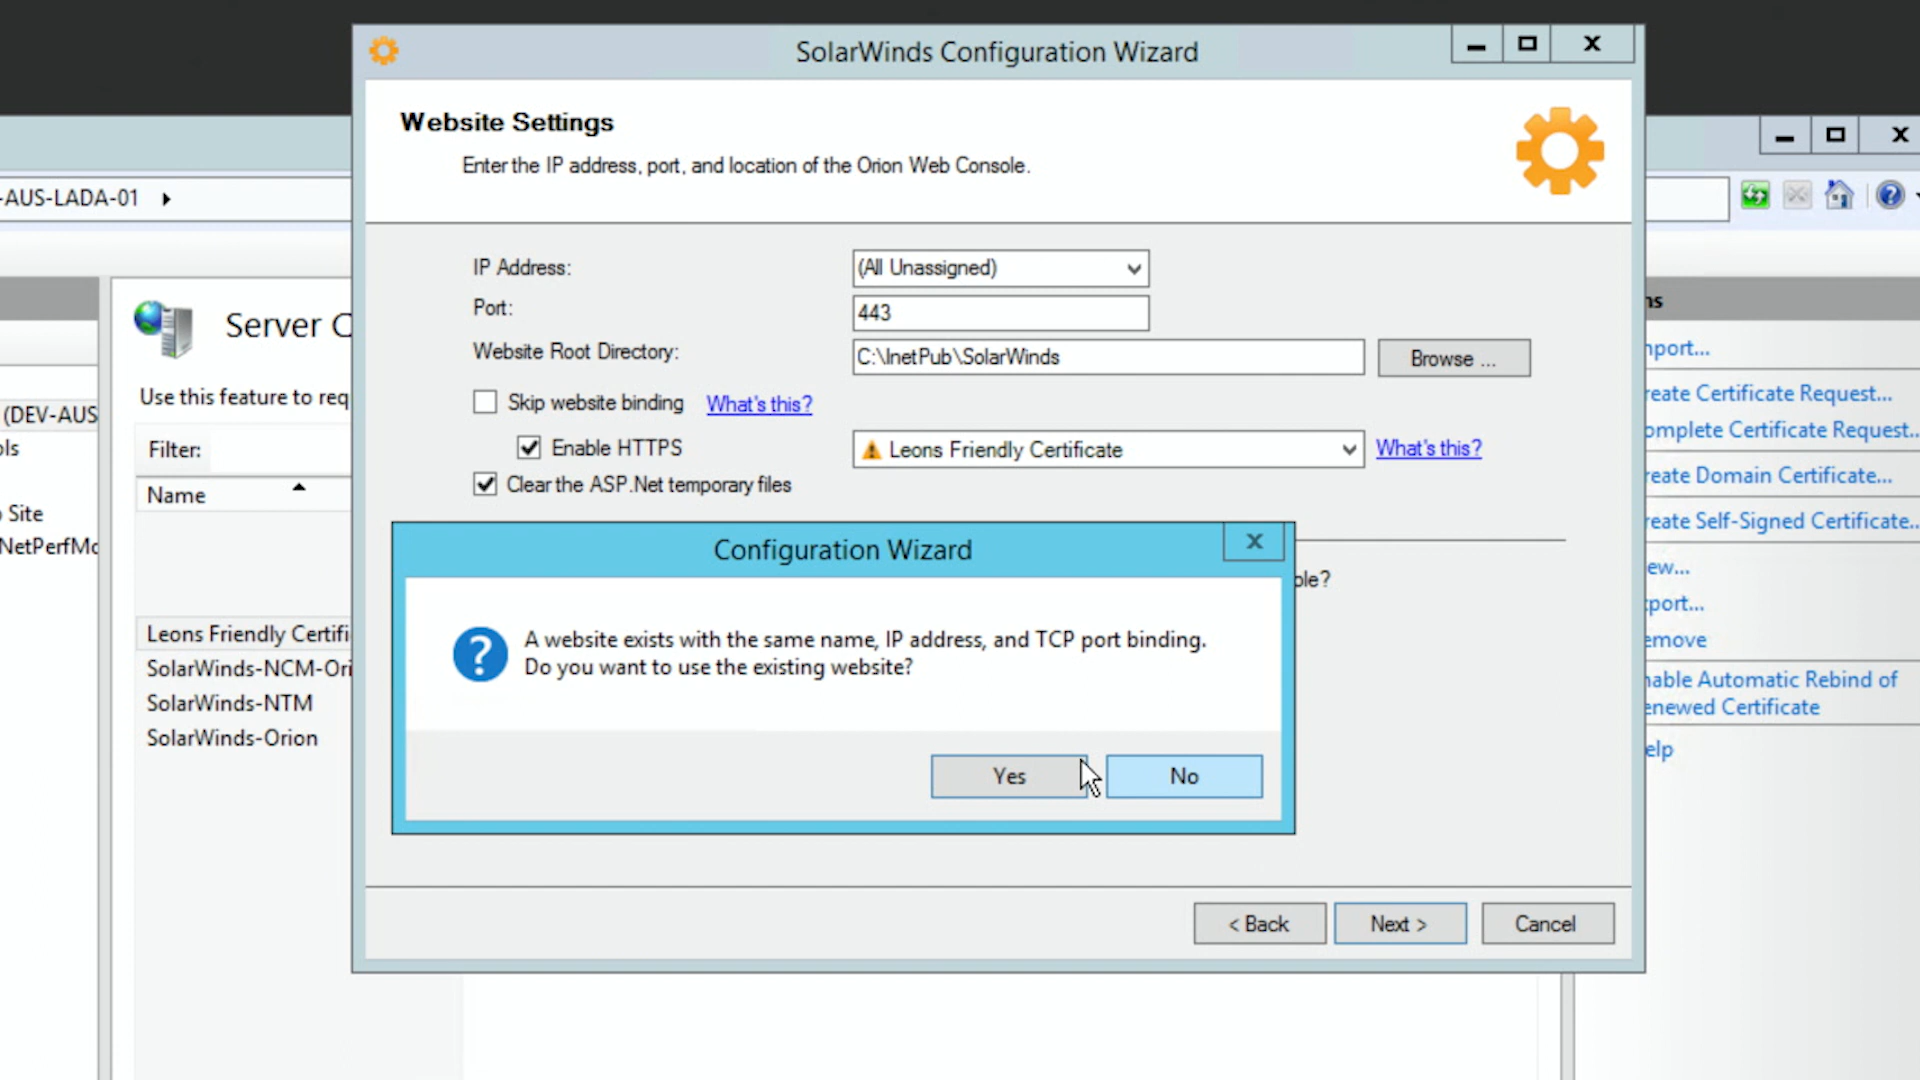 SolarWinds Configuration Wizard
Website Settings
Enter the IP address, port, and location of the Orion Web Console.
-AUS-LADA-01
IP Address:
(All Unassigned)
Port:
443
Website Root Directory:
C:\InetPub\SolarWinds
Browse ...
Skip website binding
What's this?
Enable HTTPS
Leons Friendly Certificate
What's this?
Clear the ASP.Net temporary files
Configuration Wizard
x
A website exists with the same name, IP address, and TCP port binding.
Do you want to use the existing website?
Yes
No
< Back
Next >
Cancel
Server C
Use this feature to req
Filter:
Name
Leons Friendly Certifi
SolarWinds-NCM-Ori
SolarWinds-NTM
SolarWinds-Orion
(DEV-AUS
ols
Site
NetPerfMo
ble?
ns
mport...
reate Certificate Request...
omplete Certificate Request...
reate Domain Certificate...
reate Self-Signed Certificate...
ew...
xport...
emove
nable Automatic Rebind of
enewed Certificate
elp